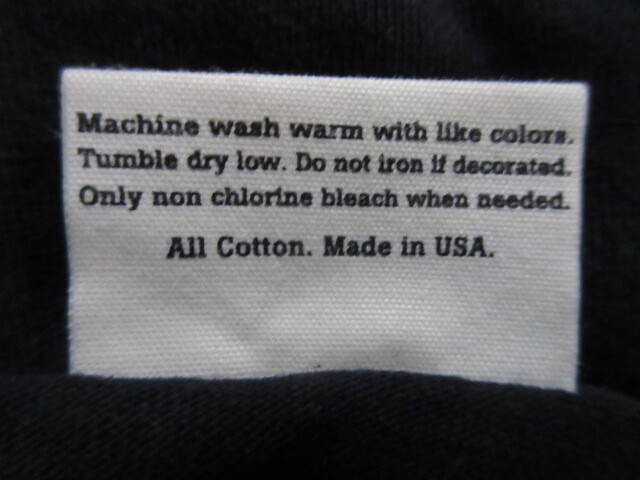 Machine wash warm with like colors.
Tumble dry low. Do not iron if decorated.
Only non chlorine bleach when needed.
All Cotton. Made in USA.